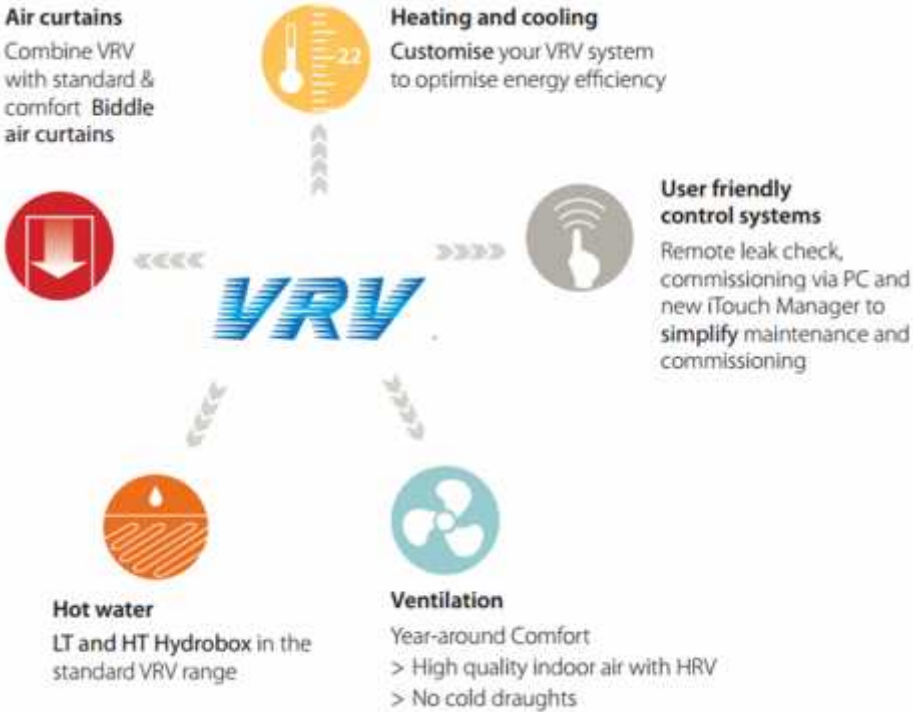 Air curtains
Combine VRV
with standard &
comfort Biddle
air curtains
Heating and cooling
Customise your VRV system
to optimise energy efficiency
22
User friendly
control systems
Remote leak check,
commissioning via PC and
new iTouch Manager to
simplify maintenance and
commissioning
VRV
Hot water
LT and HT Hydrobox in the
standard VRV range
Ventilation
Year-around Comfort
> High quality indoor air with HRV
> No cold draughts